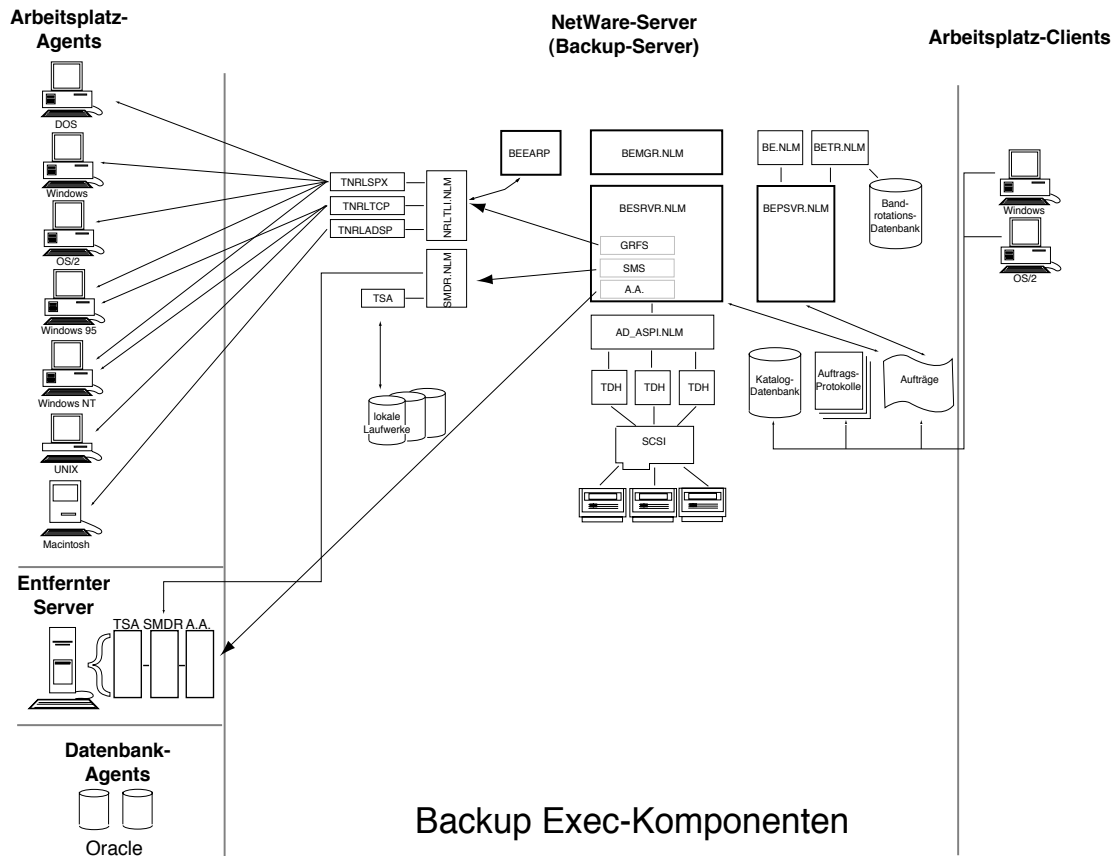 Arbeitsplatz-
Agents
NetWare-Server
(Backup-Server)
Arbeitsplatz-Clients
DOS
Windows
OS/2
Windows 95
Windows NT
UNIX
Macintosh
BEEARP
TNRLSPX
TNRLTCP
TNRLADSP
NRLTLI.NLM
SMDR.NLM
TSA
lokale
Laufwerke
BEMGR.NLM
BESRVR.NLM
GRFS
SMS
A.A.
AD_ASPI.NLM
TDH
TDH
TDH
SCSI
BE.NLM
BETR.NLM
BEPSVR.NLM
Band-
rotations-
Datenbank
Katalog-
Datenbank
Auftrags-
Protokolle
Aufträge
Windows
OS/2
Entfernter
Server
TSA SMDR A.A.
Datenbank-
Agents
Oracle
Backup Exec-Komponenten